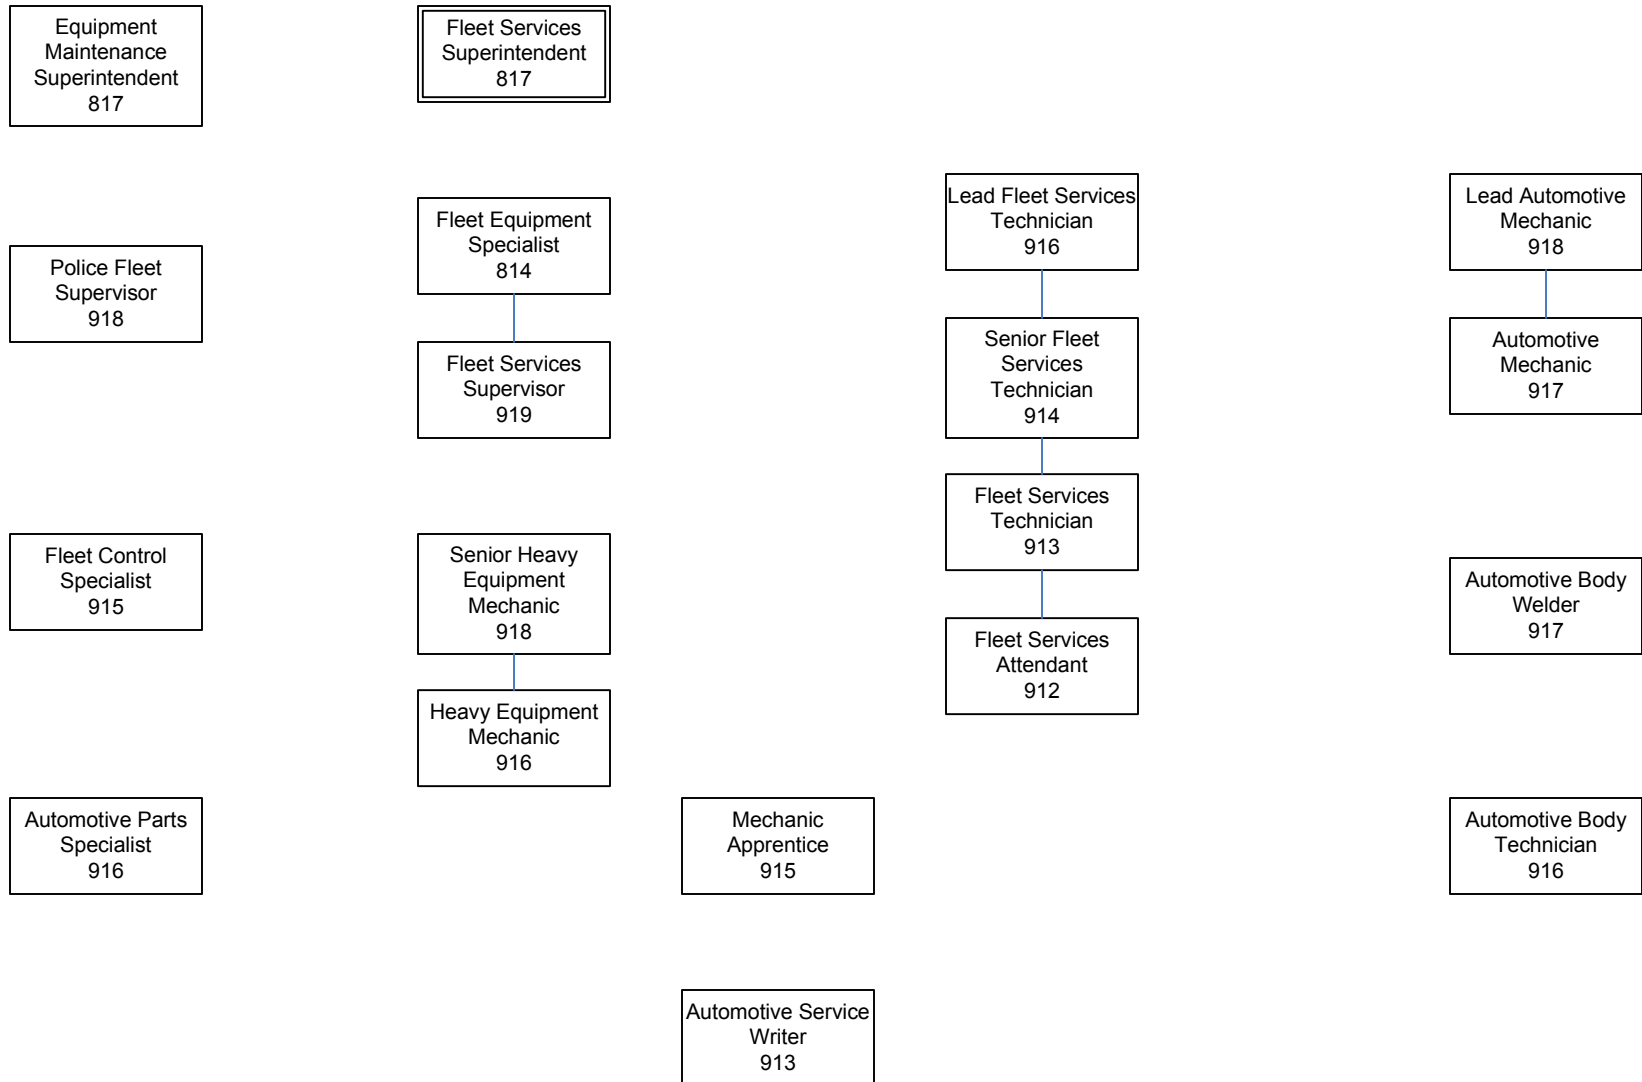 Equipment
Maintenance
Superintendent
817
Fleet Services
Superintendent
817
Lead Fleet Services
Technician
916
Lead Automotive
Mechanic
918
Fleet Equipment
Specialist
814
Police Fleet
Supervisor
918
Senior Fleet
Services
Technician
914
Automotive
Mechanic
917
Fleet Services
Supervisor
919
Fleet Services
Technician
913
Fleet Control
Specialist
915
Senior Heavy
Equipment
Mechanic
918
Automotive Body
Welder
917
Fleet Services
Attendant
912
Heavy Equipment
Mechanic
916
Automotive Parts
Specialist
916
Mechanic
Apprentice
915
Automotive Body
Technician
916
Automotive Service
Writer
913